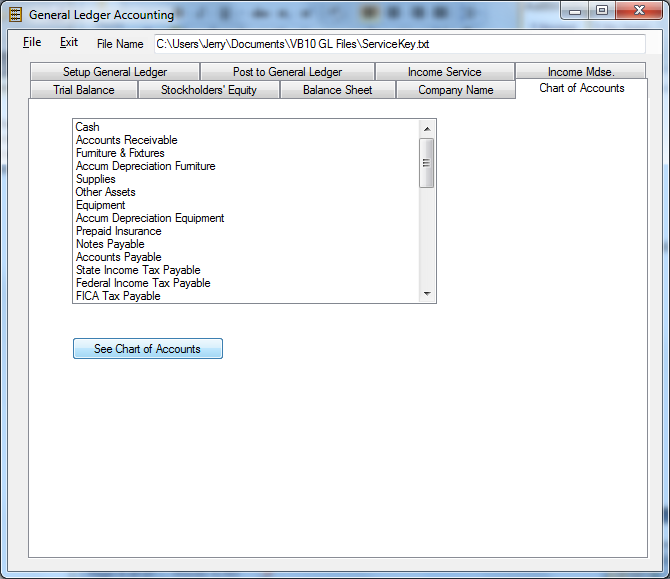 General Ledger Accounting
File Exit File Name C:\Users\Jerry\Documents\VB10 GL Files\ServiceKey.txt
Setup General Ledger Post to General Ledger Income Service Income Mdse.
Trial Balance Stockholders' Equity Balance Sheet Company Name Chart of Accounts
Cash
Accounts Receivable
Furniture & Fixtures
Accum Depreciation Furniture
Supplies
Other Assets
Equipment
Accum Depreciation Equipment
Prepaid Insurance
Notes Payable
Accounts Payable
State Income Tax Payable
Federal Income Tax Payable
FICA Tax Payable
See Chart of Accounts